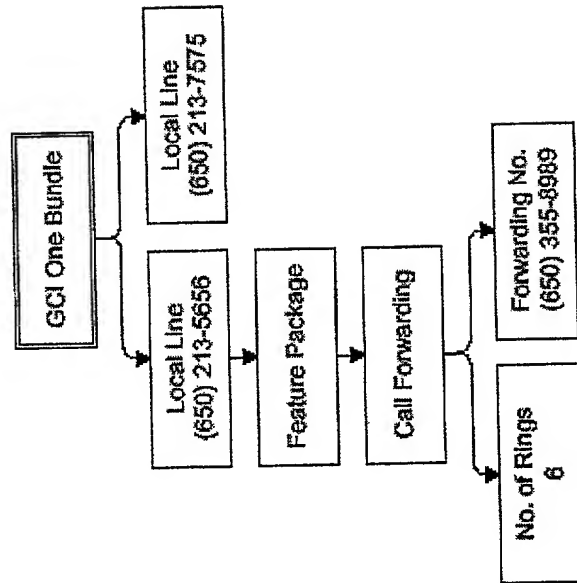 GCI One Bundle
Local Line
(650) 213-5656
Local Line
(650) 213-7575
Feature Package
Call Forwarding
No. of Rings
6
Forwarding No.
(650) 355-8989